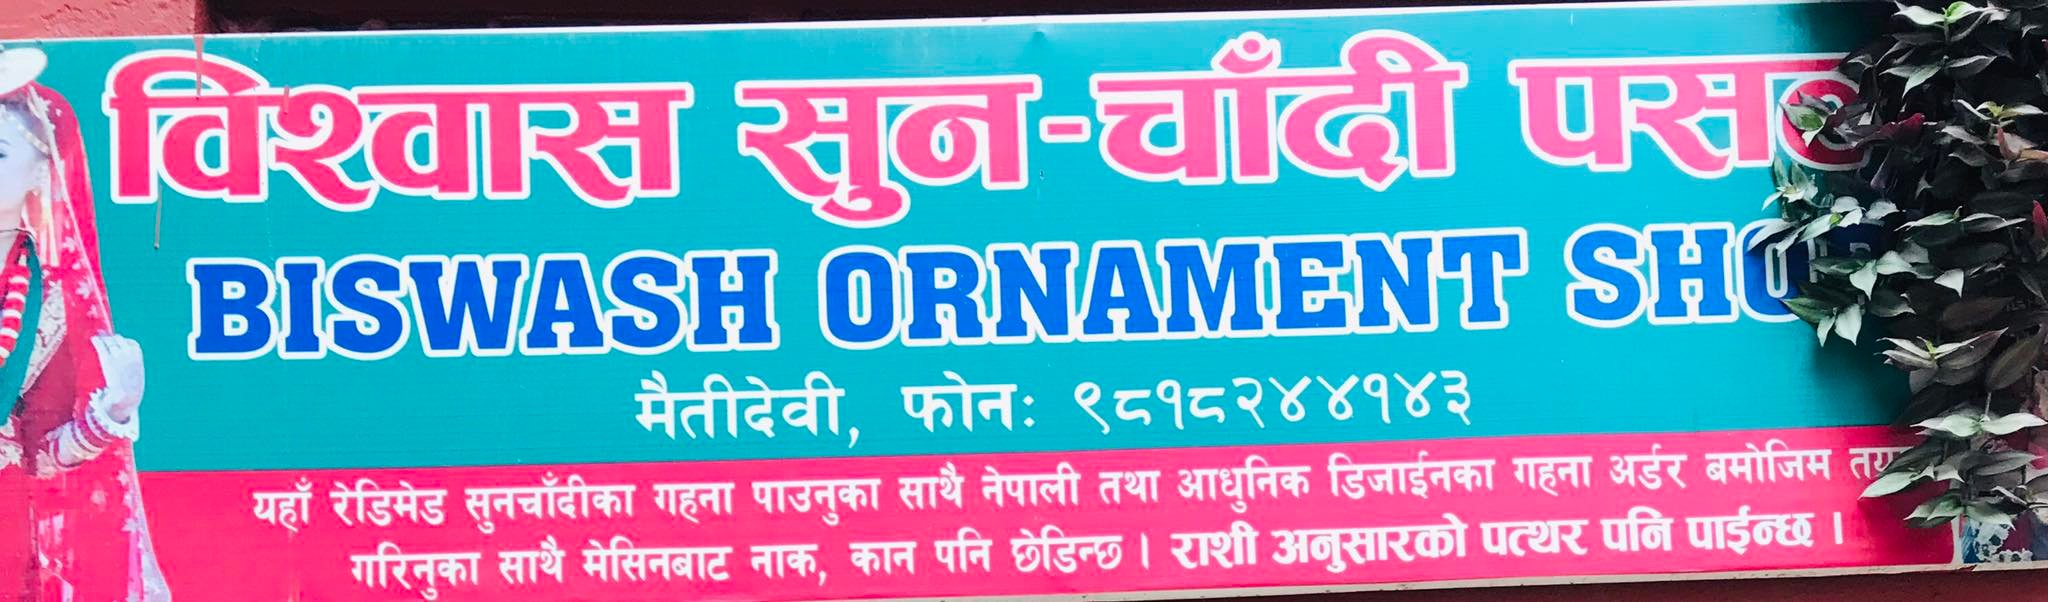 विश्वास सुन-चाँदी पसल
BISWASH ORNAMENT SHOP
मैतीदेवी, फोनः ९८१८२४४१४३
यहाँ रेडिमेड सुनचाँदीका गहना पाउनुका साथै नेपाली तथा आधुनिक डिजाईनका गहना अर्डर बमोजिम
गरिनुका साथै मेसिनबाट नाक, कान पनि छेडिन्छ । राशी अनुसारको पत्थर पनि पाईन्छ ।